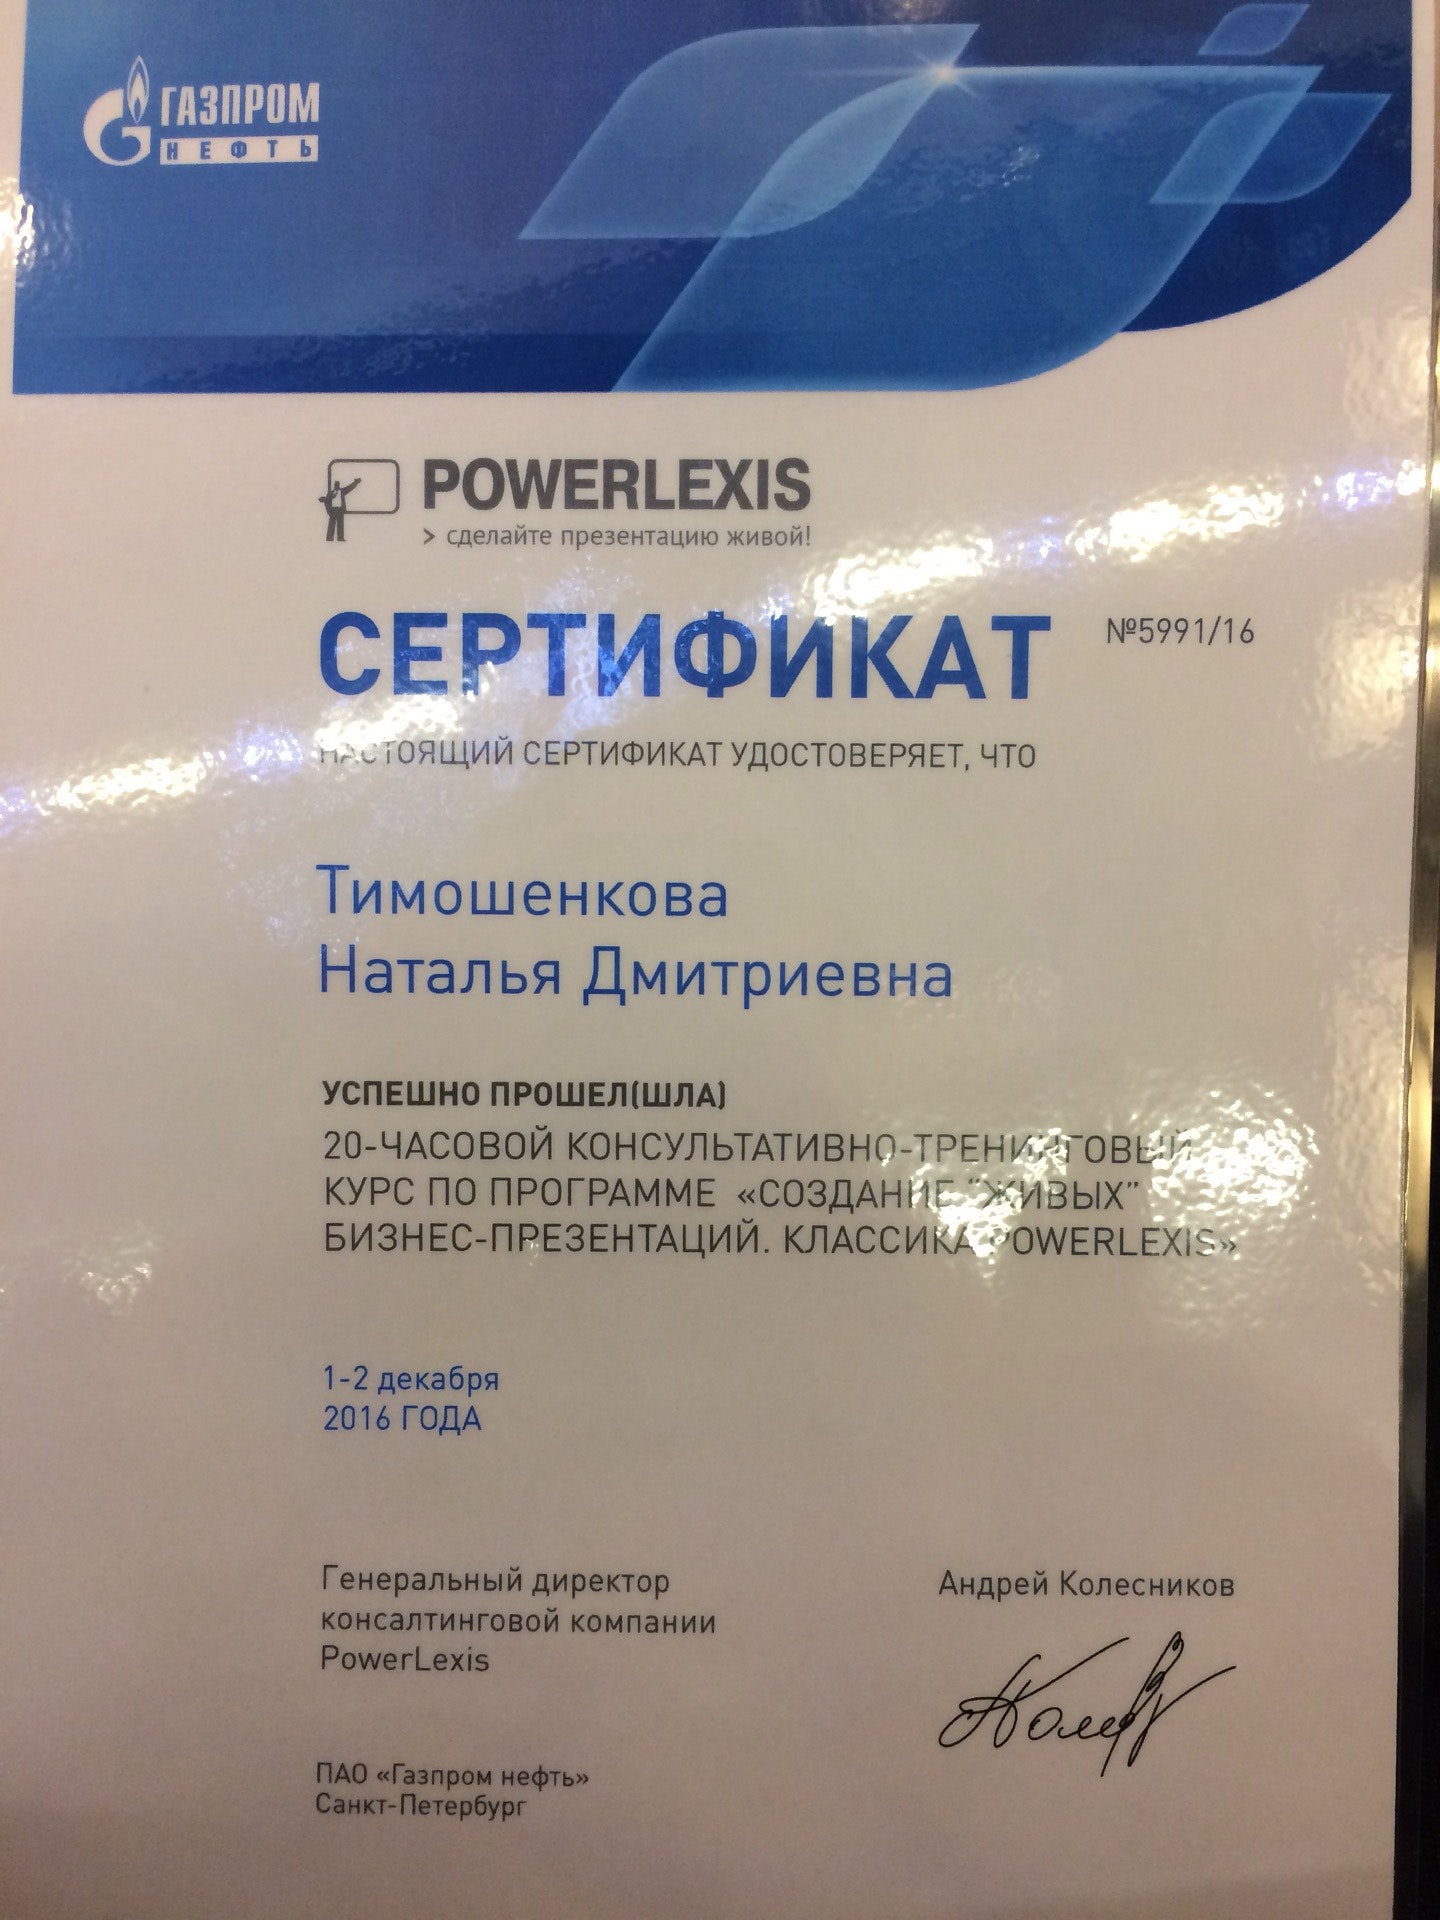 ГАЗПРОМ
НЕФТЬ
POWERLEXIS
> сделайте презентацию живой!
СЕРТИФИКАТ №5991/16
НАСТОЯЩИЙ СЕРТИФИКАТ УДОСТОВЕРЯЕТ, ЧТО
Тимошенкова
Наталья Дмитриевна
УСПЕШНО ПРОШЕЛ(ШЛА)
20-ЧАСОВОЙ КОНСУЛЬТАТИВНО-ТРЕНИНГОВЫЙ
КУРС ПО ПРОГРАММЕ «СОЗДАНИЕ "ЖИВЫХ"
БИЗНЕС-ПРЕЗЕНТАЦИЙ. КЛАССИКА POWERLEXIS»
1-2 декабря
2016 ГОДА
Генеральный директор
консалтинговой компании
PowerLexis
Андрей Колесников
ПАО «Газпром нефть»
Санкт-Петербург